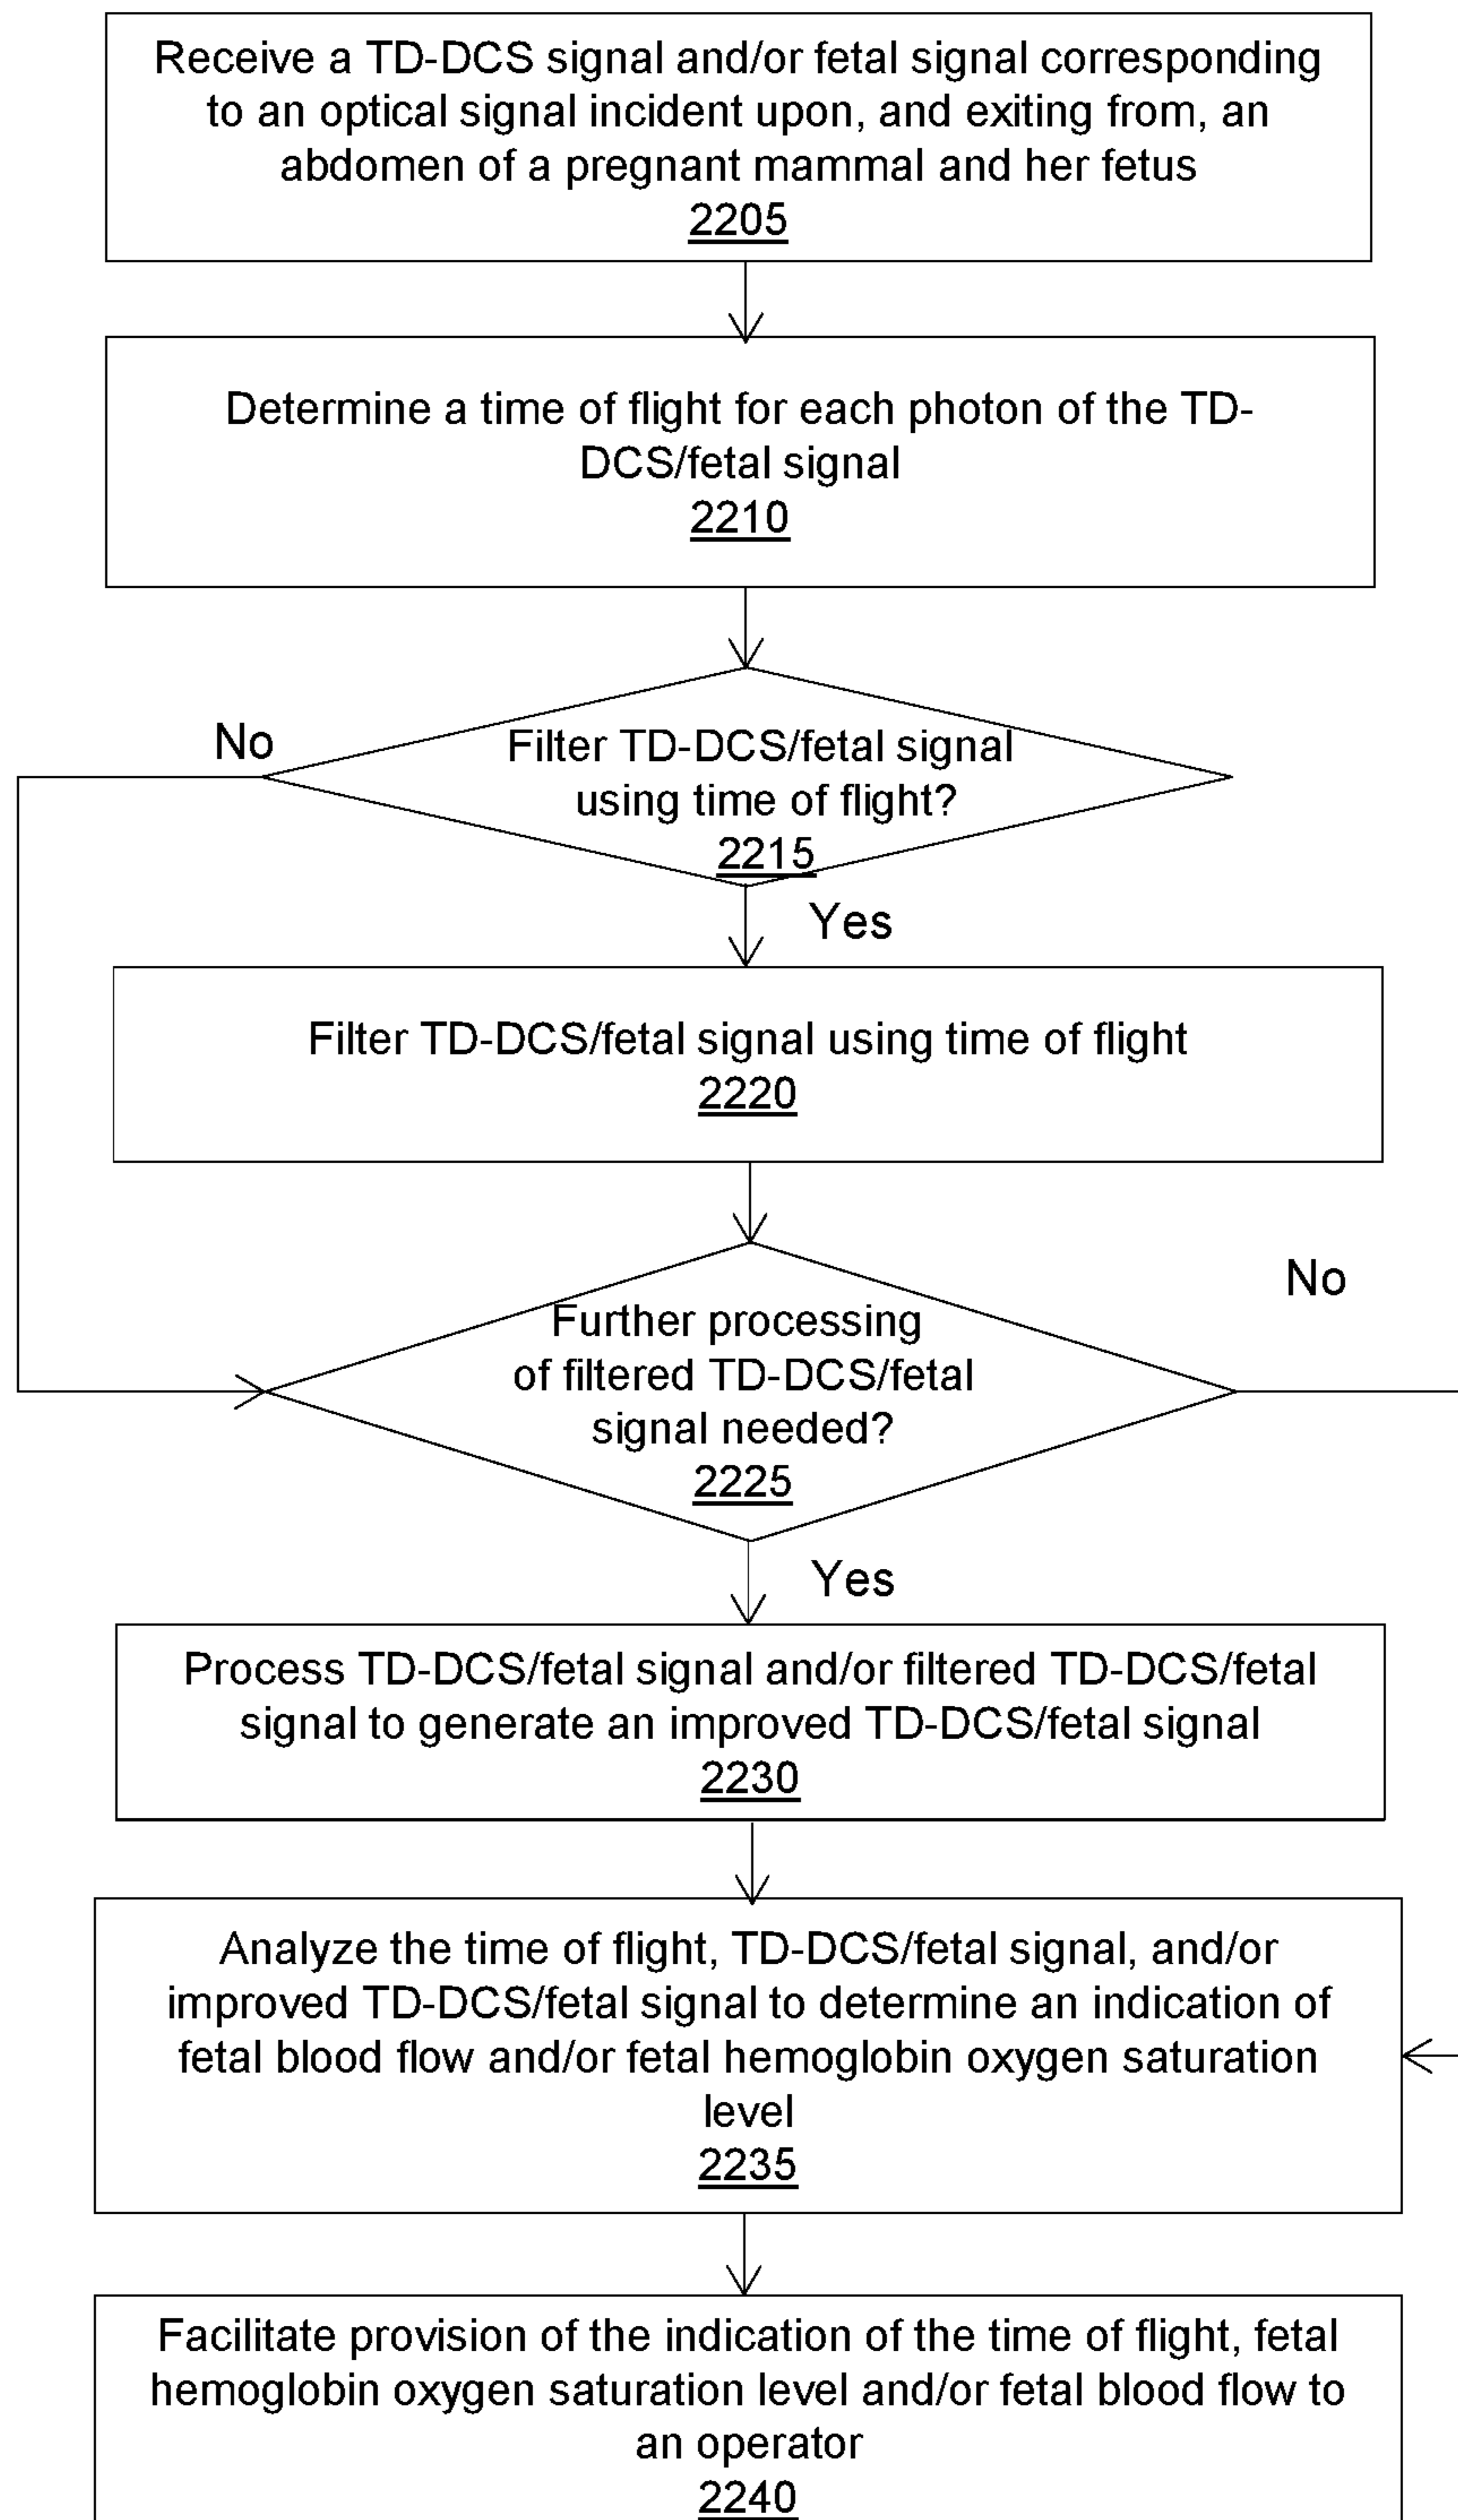 Receive a TD-DCS signal and/or fetal signal corresponding
to an optical signal incident upon, and exiting from, an
abdomen of a pregnant mammal and her fetus
2205
Determine a time of flight for each photon of the TD-
DCS/fetal signal
2210
No
Filter TD-DCS/fetal signal
using time of flight?
2215
Yes
Filter TD-DCS/fetal signal using time of flight
2220
No
Further processing
of filtered TD-DCS/fetal
signal needed?
2225
Yes
Process TD-DCS/fetal signal and/or filtered TD-DCS/fetal
signal to generate an improved TD-DCS/fetal signal
2230
Analyze the time of flight, TD-DCS/fetal signal, and/or
improved TD-DCS/fetal signal to determine an indication of
fetal blood flow and/or fetal hemoglobin oxygen saturation
level
2235
Facilitate provision of the indication of the time of flight, fetal
hemoglobin oxygen saturation level and/or fetal blood flow to
an operator
2240